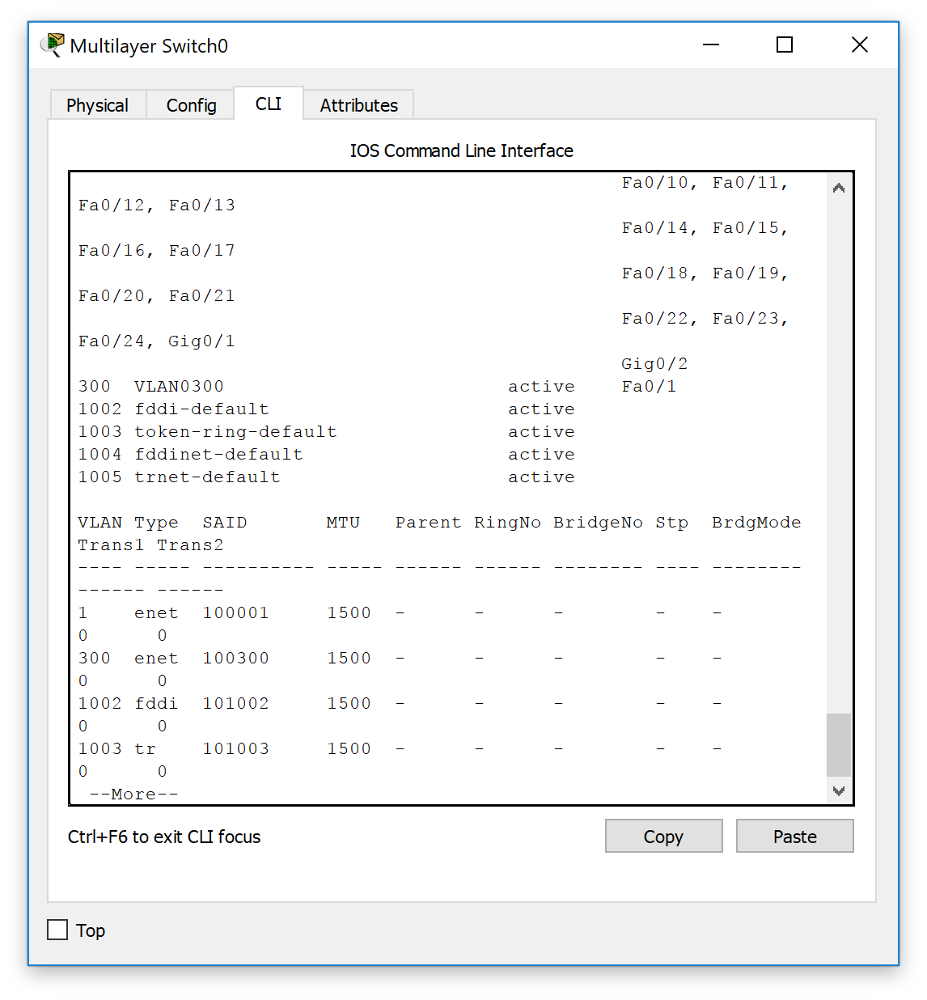 Multilayer Switch0
Physical Config CLI Attributes
IOS Command Line Interface
Fa0/10, Fa0/11,
Fa0/12, Fa0/13
Fa0/14, Fa0/15,
Fa0/16, Fa0/17
Fa0/18, Fa0/19,
Fa0/20, Fa0/21
Fa0/22, Fa0/23,
Fa0/24, Gig0/1
Gig0/2
300  VLAN0300                         active    Fa0/1
1002 fddi-default                     active
1003 token-ring-default               active
1004 fddinet-default                  active
1005 trnet-default                    active
VLAN Type  SAID       MTU   Parent RingNo BridgeNo Stp  BrdgMode
Trans1 Trans2
---- ----- ---------- ----- ------ ------ -------- ---- --------
------ ------
1    enet  100001     1500  -      -      -        -    -
0      0
300  enet  100300     1500  -      -      -        -    -
0      0
1002 fddi  101002     1500  -      -      -        -    -
0      0
1003 tr    101003     1500  -      -      -        -    -
0      0
--More--
Ctrl+F6 to exit CLI focus
Copy Paste
Top